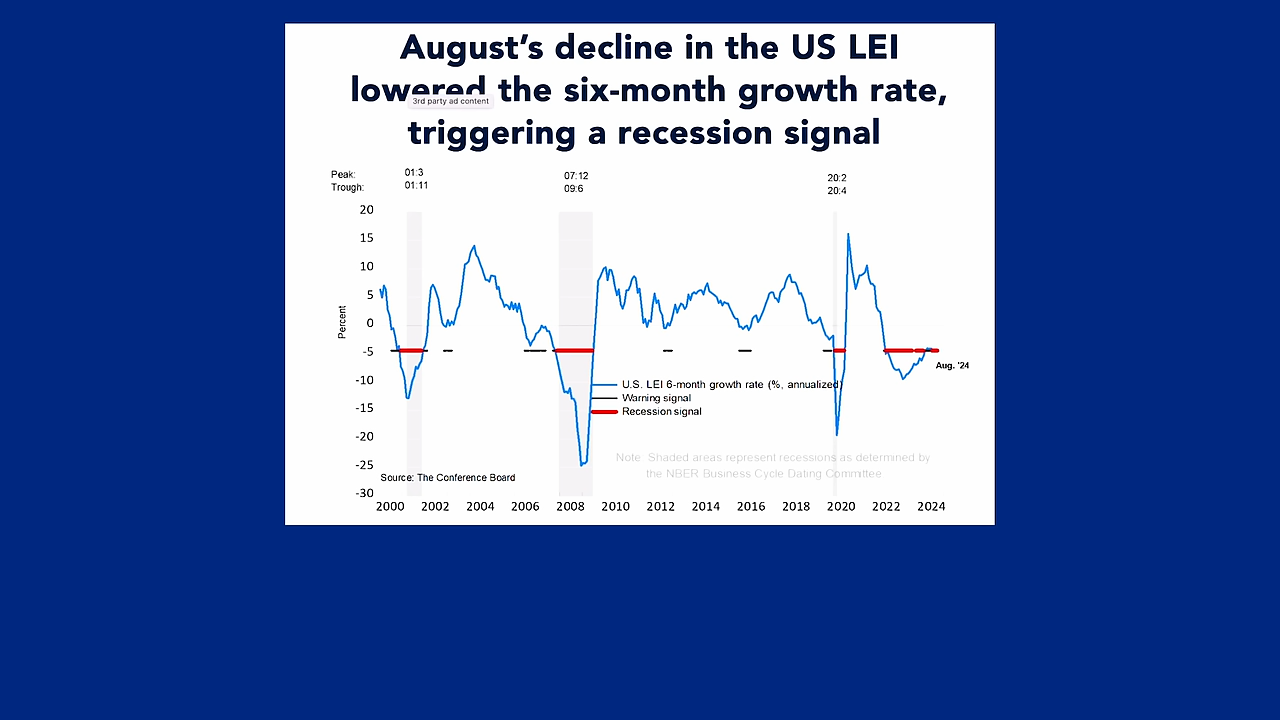 August's decline in the US LEI
lowered the six-month growth rate,
3rd party ad content
triggering a recession signal
Peak: 01:3 07:12 20:2
Trough: 01:11 09:6 20:4
20
15
10
5
0
-5
-10
-15
-20
-25
-30
Percent
Aug. '24
U.S. LEI 6-month growth rate (%, annualized)
Warning signal
Recession signal
Note: Shaded areas represent recessions as determined by
the NBER Business Cycle Dating Committee.
Source: The Conference Board
2000 2002 2004 2006 2008 2010 2012 2014 2016 2018 2020 2022 2024